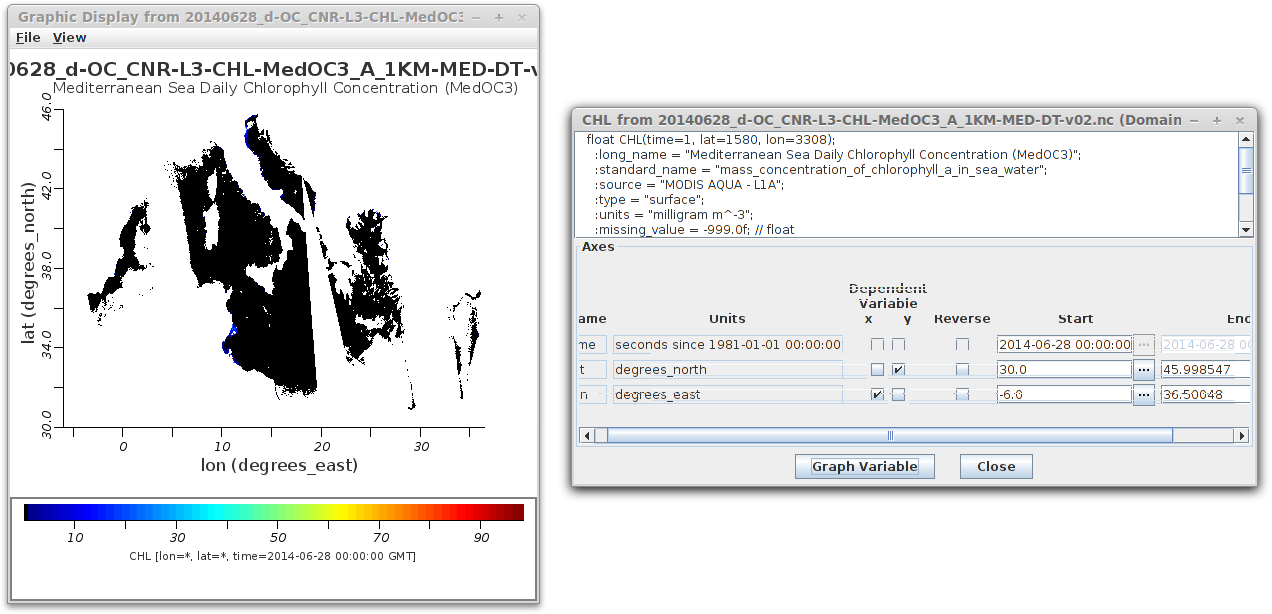 Graphic Display from 20140628_d-OC_CNR-L3-CHL-MedOC3
File View
0628_d-OC_CNR-L3-CHL-MedOC3_A_1KM-MED-DT-v
Mediterranean Sea Daily Chlorophyll Concentration (MedOC3)
46.0
42.0
38.0
34.0
30.0
lat (degrees_north)
0 10 20 30
lon (degrees_east)
10 30 50 70 90
CHL [lon=*, lat=*, time=2014-06-28 00:00:00 GMT]
CHL from 20140628_d-OC_CNR-L3-CHL-MedOC3_A_1KM-MED-DT-v02.nc (Domain
float CHL(time=1, lat=1580, lon=3308);
:long_name = "Mediterranean Sea Daily Chlorophyll Concentration (MedOC3)";
:standard_name = "mass_concentration_of_chlorophyll_a_in_sea_water";
:source = "MODIS AQUA - L1A";
:type = "surface";
:units = "milligram m^-3";
:missing_value = -999.0f; // float
Axes
Dependent
Variable
ame Units x y Reverse Start Enc
me seconds since 1981-01-01 00:00:00 2014-06-28 00:00:00 ... 2014-06-28 00
t degrees_north 30.0 ... 45.998547
n degrees_east -6.0 ... 36.50048
Graph Variable Close